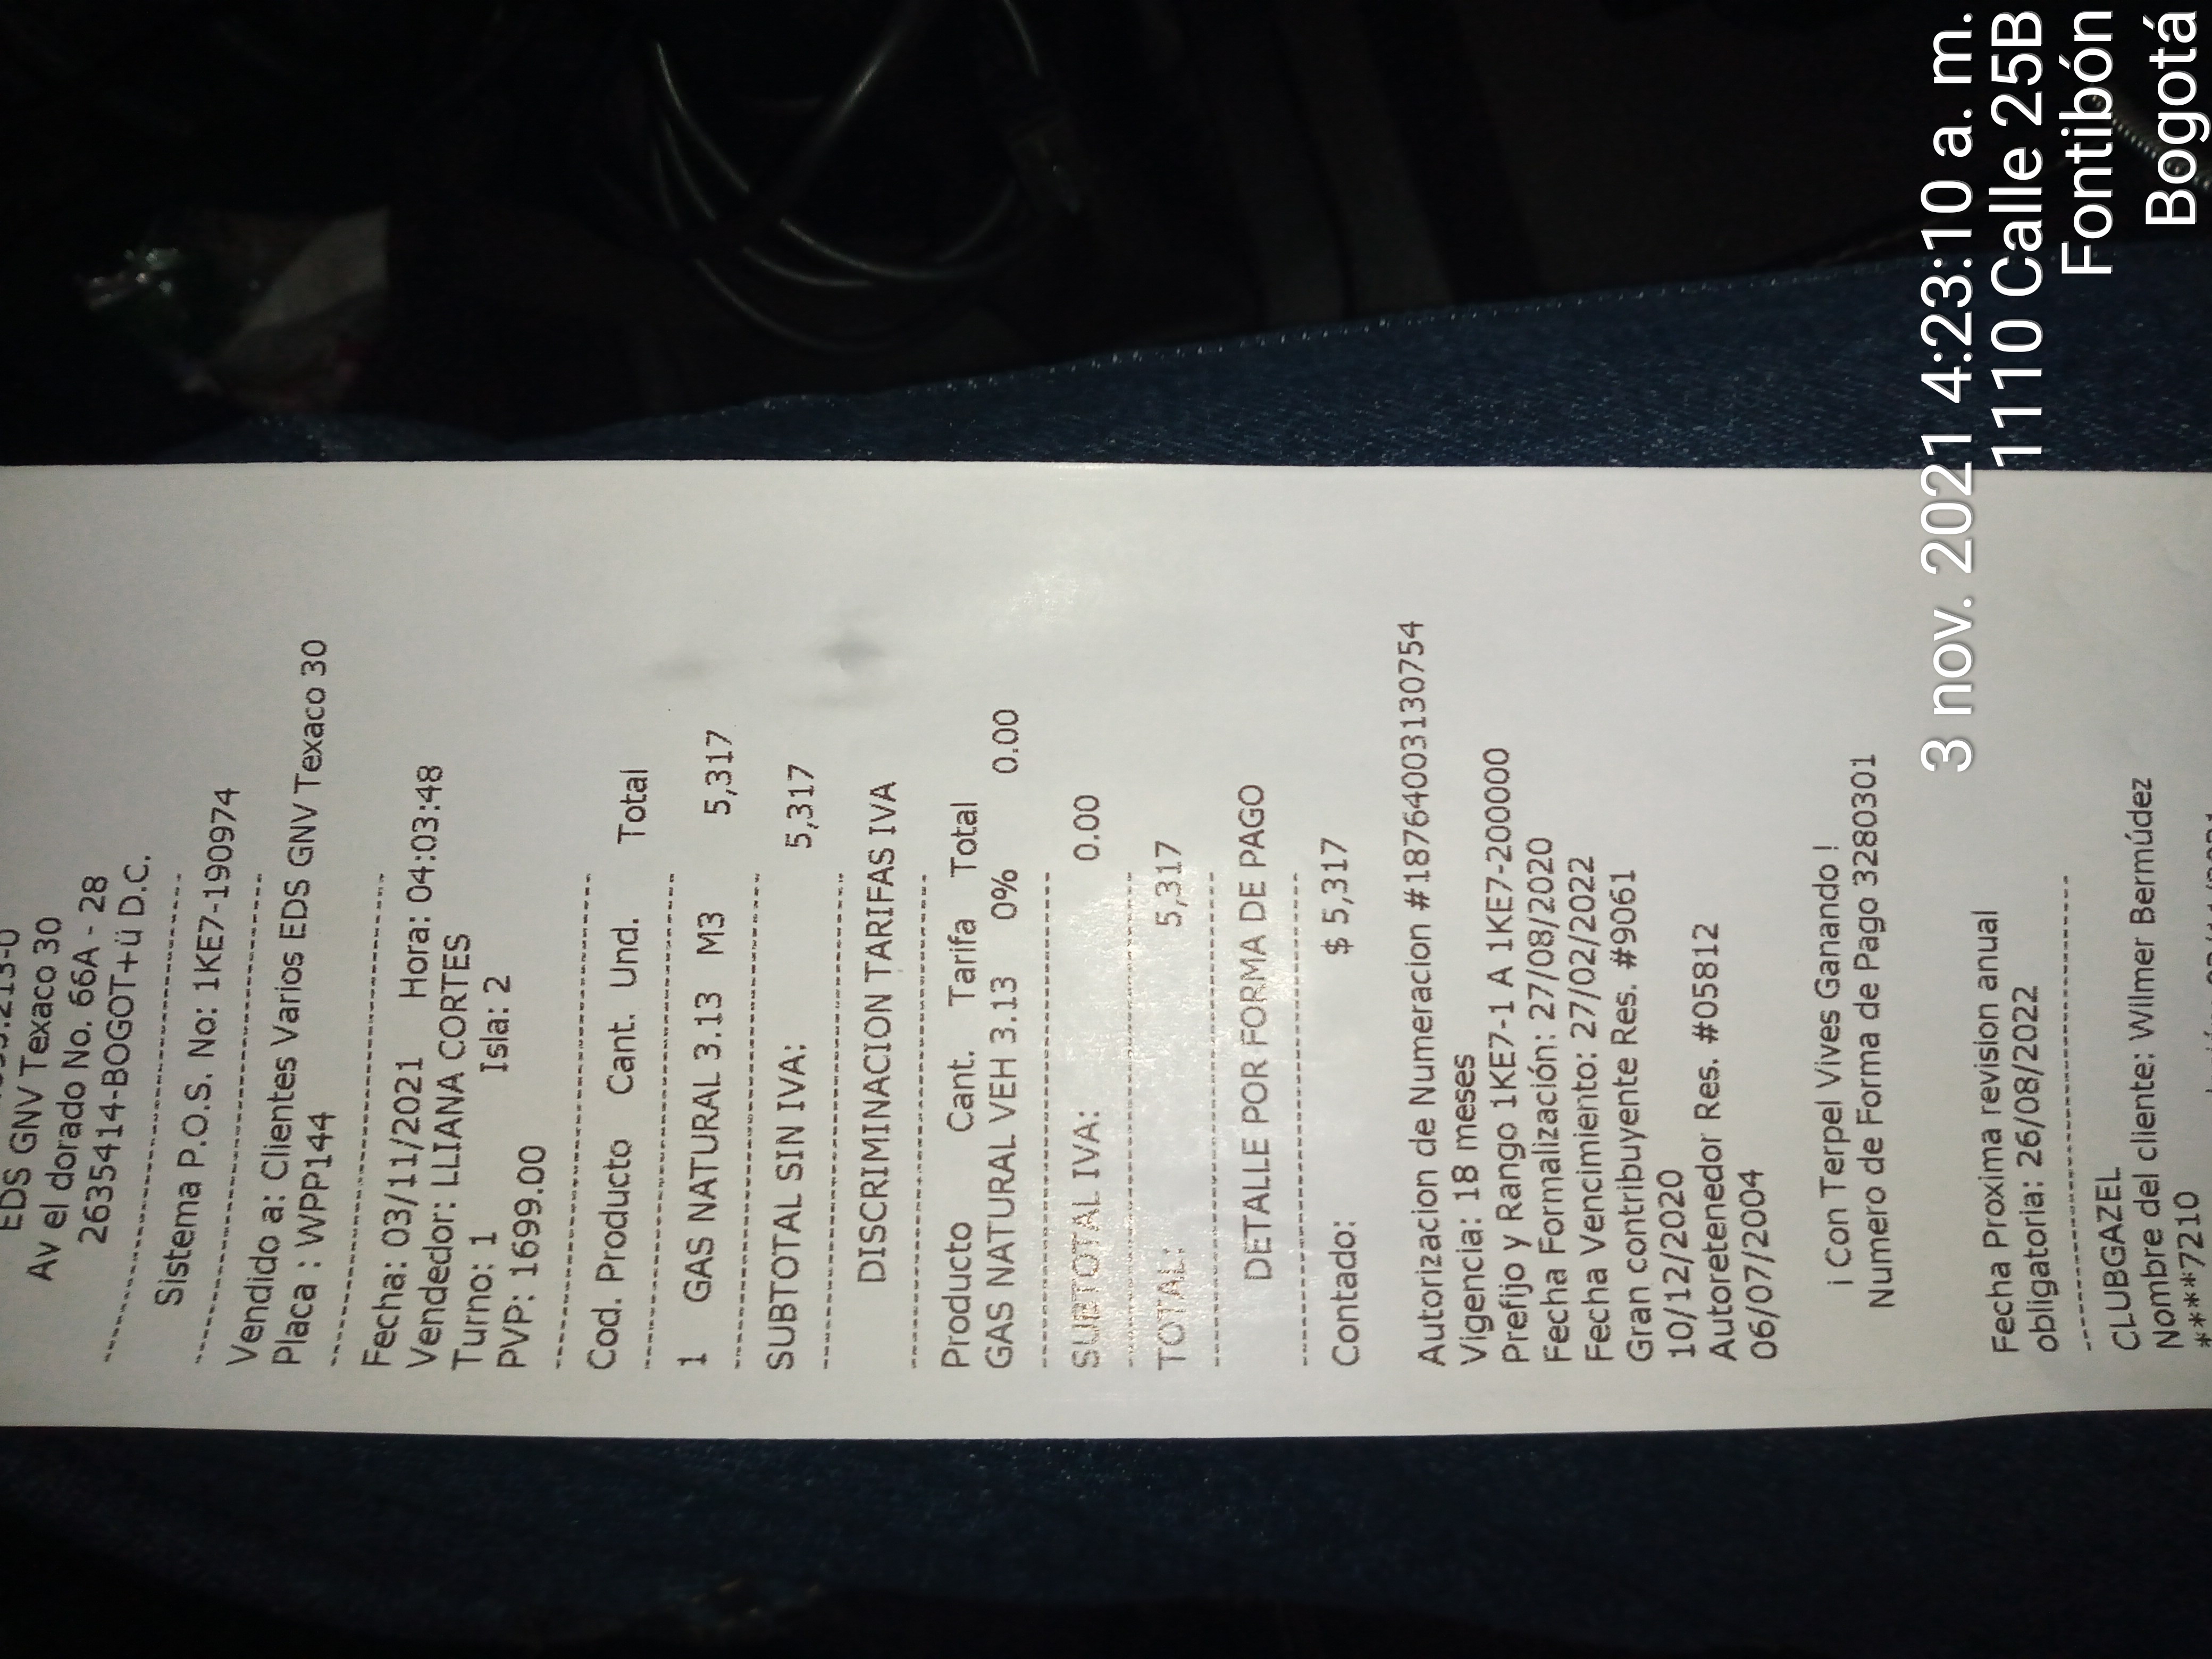 EDS GNV Texaco 30
Av el dorado No. 66A - 28
2635414-BOGOT+ü D.C.
Sistema P.O.S. No: 1KE7-190974
Vendido a: Clientes Varios EDS GNV Texaco 30
Placa : WPP144
Fecha: 03/11/2021 Hora: 04:03:48
Vendedor: LLIANA CORTES
Turno: 1 Isla: 2
PVP: 1699.00
Cod. Producto Cant. Und. Total
1 GAS NATURAL 3.13 M3 5,317
SUBTOTAL SIN IVA: 5,317
DISCRIMINACION TARIFAS IVA
Producto Cant. Tarifa Total
GAS NATURAL VEH 3.13 0% 0.00
SUBTOTAL IVA: 0.00
TOTAL: 5,317
DETALLE POR FORMA DE PAGO
Contado: $ 5,317
Autorizacion de Numeracion #18764003130754
Vigencia: 18 meses
Prefijo y Rango 1KE7-1 A 1KE7-200000
Fecha Formalización: 27/08/2020
Fecha Vencimiento: 27/02/2022
Gran contribuyente Res. #9061
10/12/2020
Autoretenedor Res. #05812
06/07/2004
¡ Con Terpel Vives Ganando !
Numero de Forma de Pago 33280301
Fecha Proxima revision anual
obligatoria: 26/08/2022
CLUBGAZEL
Nombre del cliente: Wilmer Bermúdez
****7210
3 nov. 2021 4:23:10 a. m.
11110 Calle 25B
Fontibón
Bogotá